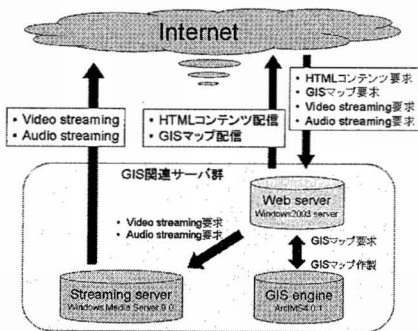 Internet
• HTMLコンテンツ要求
• GISマップ要求
• Video streaming要求
• Audio streaming要求
• Video streaming
• Audio streaming
• HTMLコンテンツ配信
• GISマップ配信
GIS関連サーバ群
Web server
Windows2003 server
• Video streaming要求
• Audio streaming要求
GISマップ要求
GISマップ作製
Streaming server
Windows Media Server 9.0
GIS engine
ArcIMS4.0.1